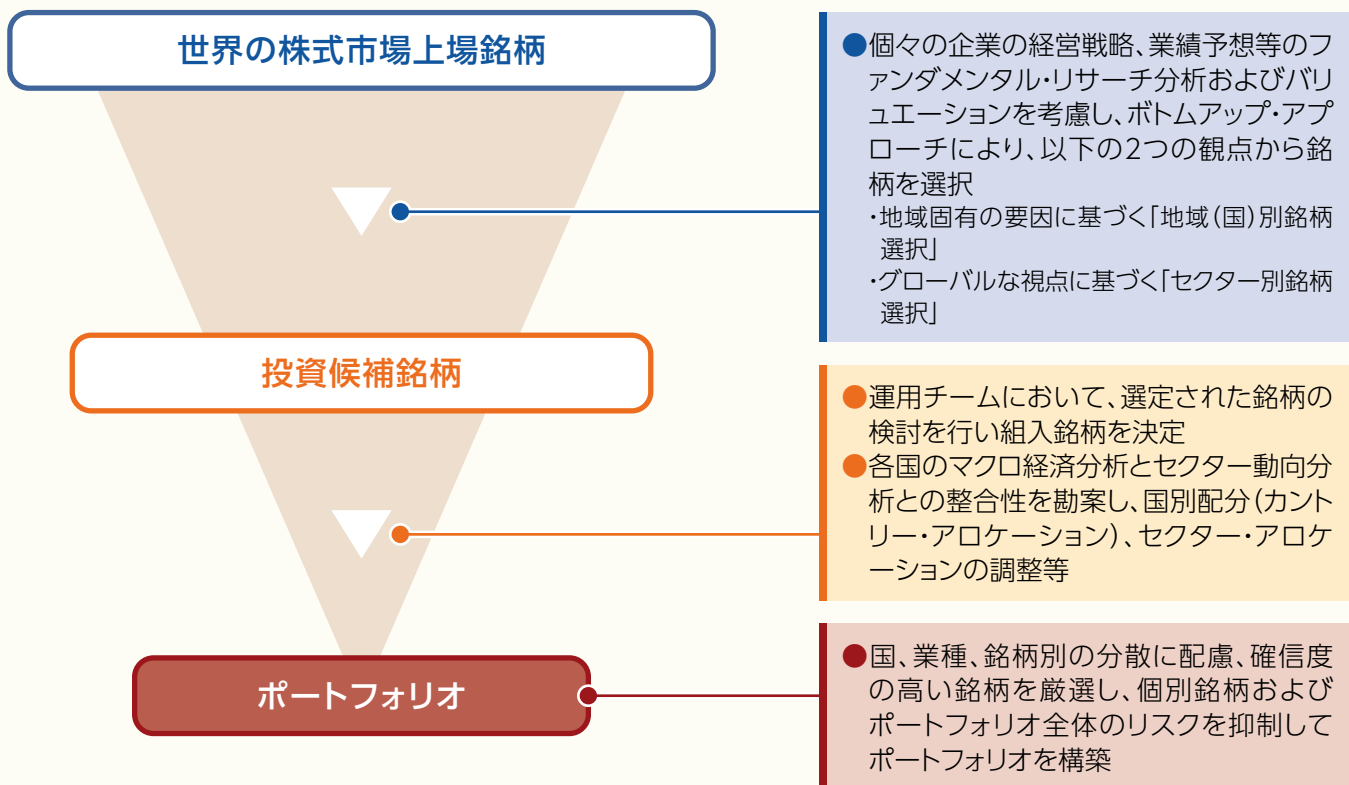 世界の株式市場上場銘柄
●個々の企業の経営戦略、業績予想等のフ
ァンダメンタル・リサーチ分析およびバリ
ュエーションを考慮し、ボトムアップ・アプ
ローチにより、以下の2つの観点から銘
柄を選択
・地域固有の要因に基づく「地域(国)別銘柄
選択」
・グローバルな視点に基づく「セクター別銘柄
選択」
投資候補銘柄
●運用チームにおいて、選定された銘柄の
検討を行い組入銘柄を決定
●各国のマクロ経済分析とセクター動向分
析との整合性を勘案し、国別配分(カント
リー・アロケーション)、セクター・アロケ
ーションの調整等
ポートフォリオ
●国、業種、銘柄別の分散に配慮、確信度
の高い銘柄を厳選し、個別銘柄および
ポートフォリオ全体のリスクを抑制して
ポートフォリオを構築